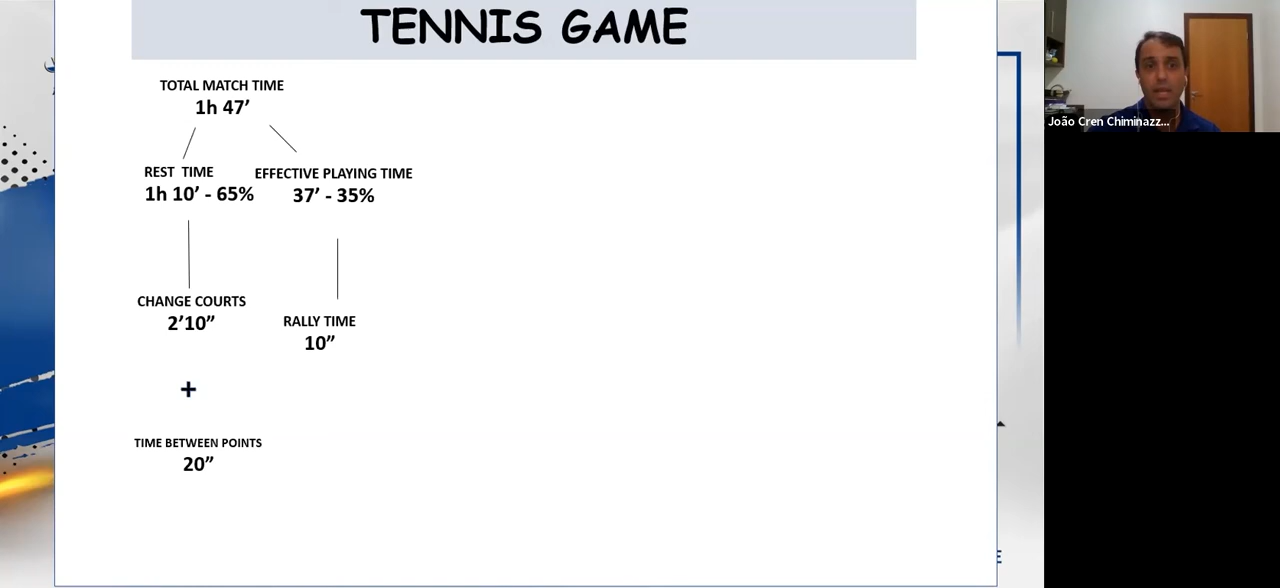 TENNIS GAME
TOTAL MATCH TIME
1h 47’
REST TIME
1h 10’ - 65%
EFFECTIVE PLAYING TIME
37’ - 35%
CHANGE COURTS
2’10”
RALLY TIME
10”
+
TIME BETWEEN POINTS
20”
João Cren Chiminazz...
E